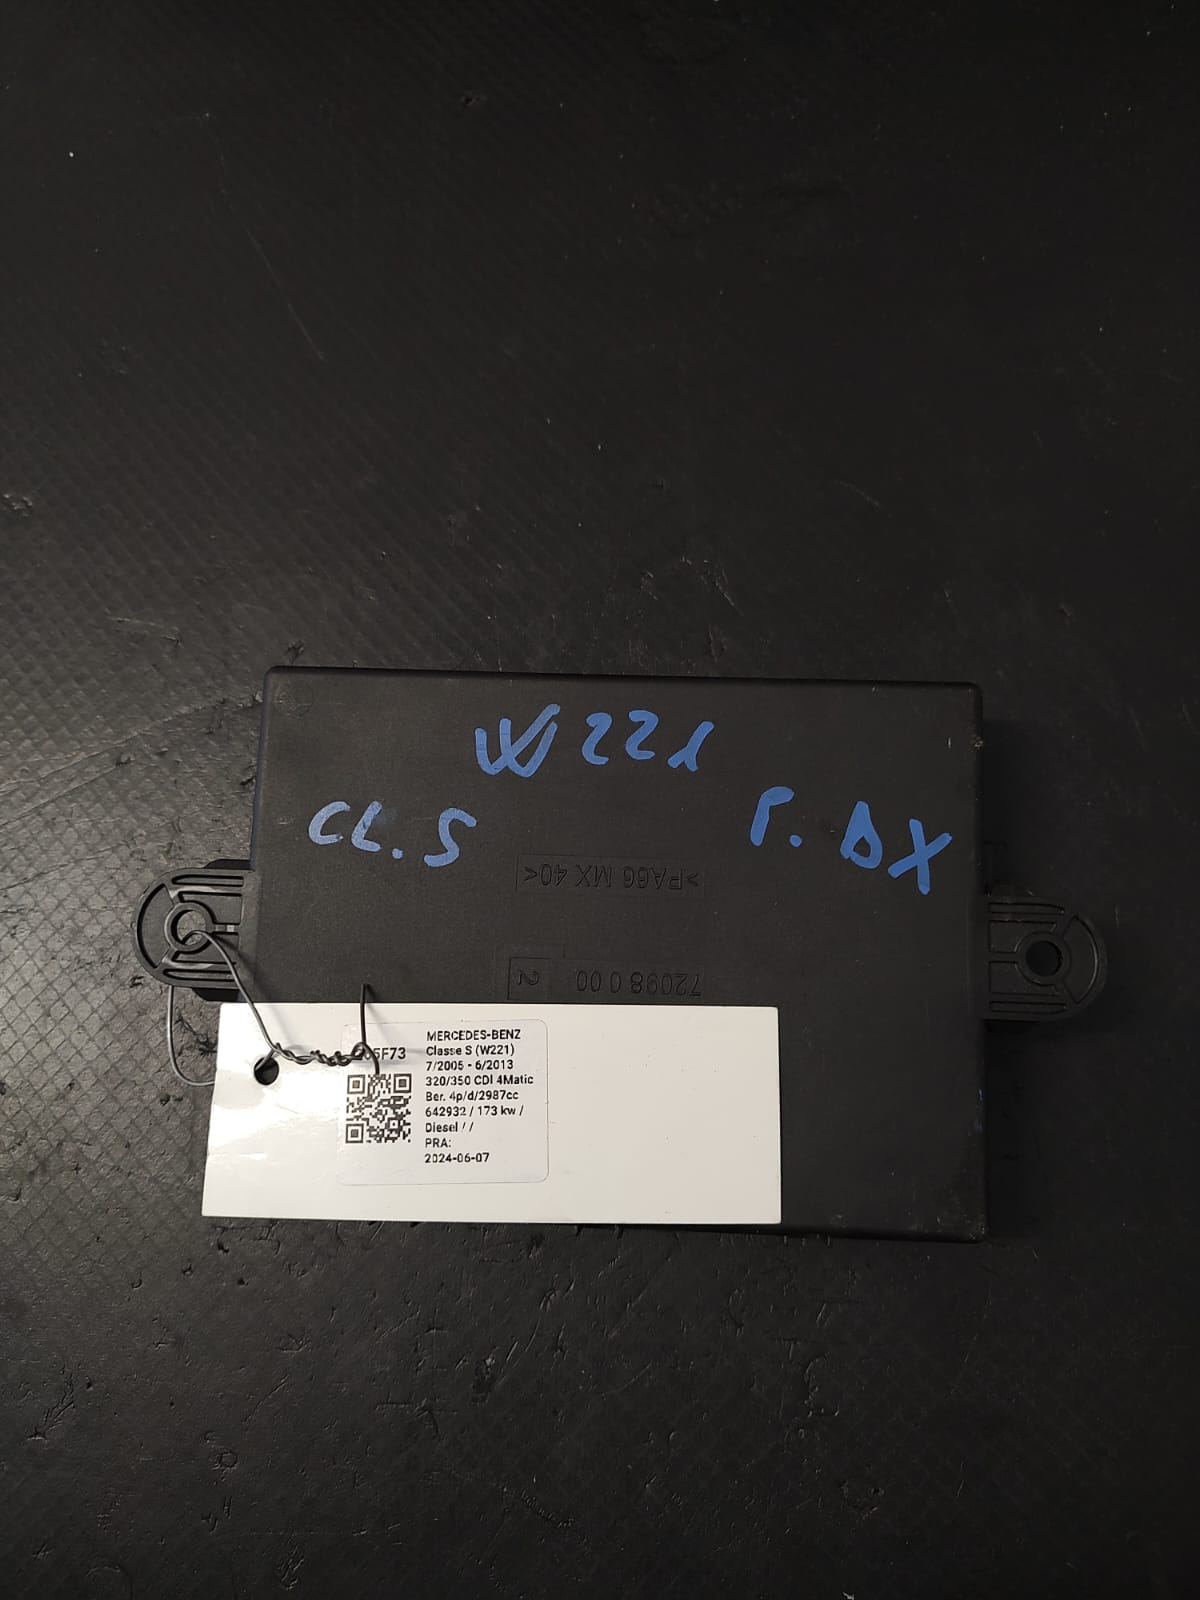 W221
CL.S
P. DX
>PA66 MX 40<
72098 0 00 2
MERCEDES-BENZ
Classe S (W221)
7/2005 - 6/2013
320/350 CDI 4Matic
Ber. 4p/d/2987cc
642932 / 173 kw /
Diesel / /
PRA:
2024-06-07